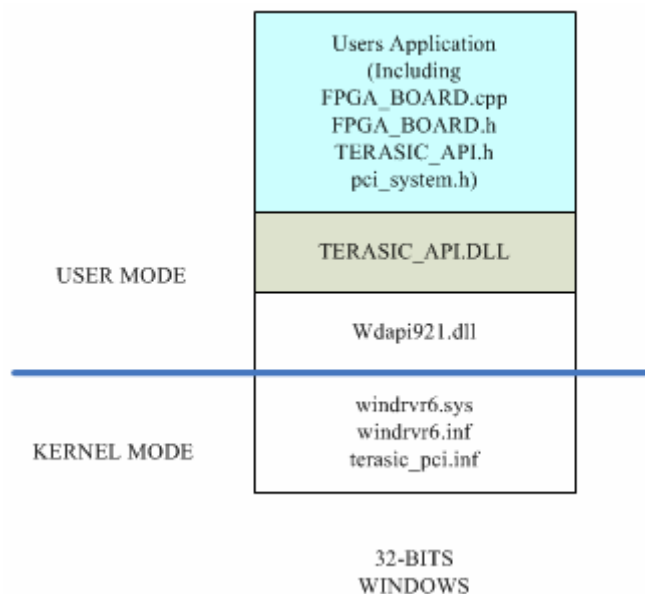 Users Application
(Including
FPGA_BOARD.cpp
FPGA_BOARD.h
TERASIC_API.h
pci_system.h)
TERASIC_API.DLL
USER MODE
Wdapi921.dll
windrvr6.sys
windrvr6.inf
KERNEL MODE
terasic_pci.inf
32-BITS
WINDOWS